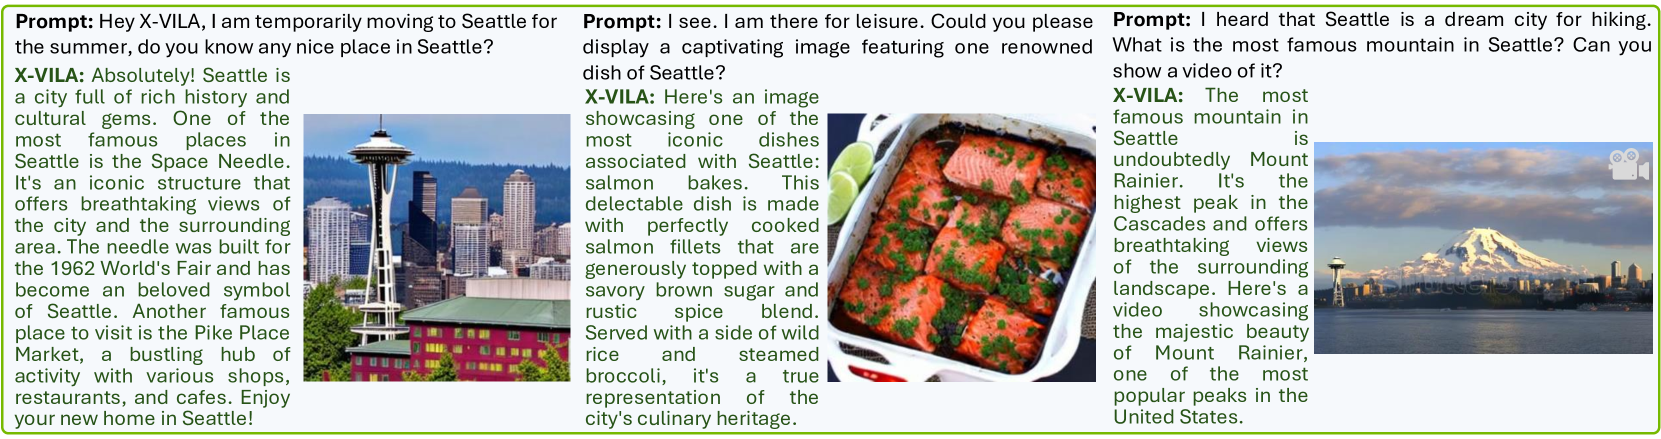 Prompt: Hey X-VILA, I am temporarily moving to Seattle for
the summer, do you know any nice place in Seattle?
X-VILA: Absolutely! Seattle is
a city full of rich history and
cultural gems. One of the
most famous places in
Seattle is the Space Needle.
It's an iconic structure that
offers breathtaking views of
the city and the surrounding
area. The needle was built for
the 1962 World's Fair and has
become an beloved symbol
of Seattle. Another famous
place to visit is the Pike Place
Market, a bustling hub of
activity with various shops,
restaurants, and cafes. Enjoy
your new home in Seattle!
Prompt: I see. I am there for leisure. Could you please
display a captivating image featuring one renowned
dish of Seattle?
X-VILA: Here's an image
showcasing one of the
most iconic dishes
associated with Seattle:
salmon bakes. This
delectable dish is made
with perfectly cooked
salmon fillets that are
generously topped with a
savory brown sugar and
rustic spice blend.
Served with a side of wild
rice and steamed
broccoli, it's a true
representation of the
city's culinary heritage.
Prompt: I heard that Seattle is a dream city for hiking.
What is the most famous mountain in Seattle? Can you
show a video of it?
X-VILA: The most
famous mountain in
Seattle is
undoubtedly Mount
Rainier. It's the
highest peak in the
Cascades and offers
breathtaking views
of the surrounding
landscape. Here's a
video showcasing
the majestic beauty
of Mount Rainier,
one of the most
popular peaks in the
United States.